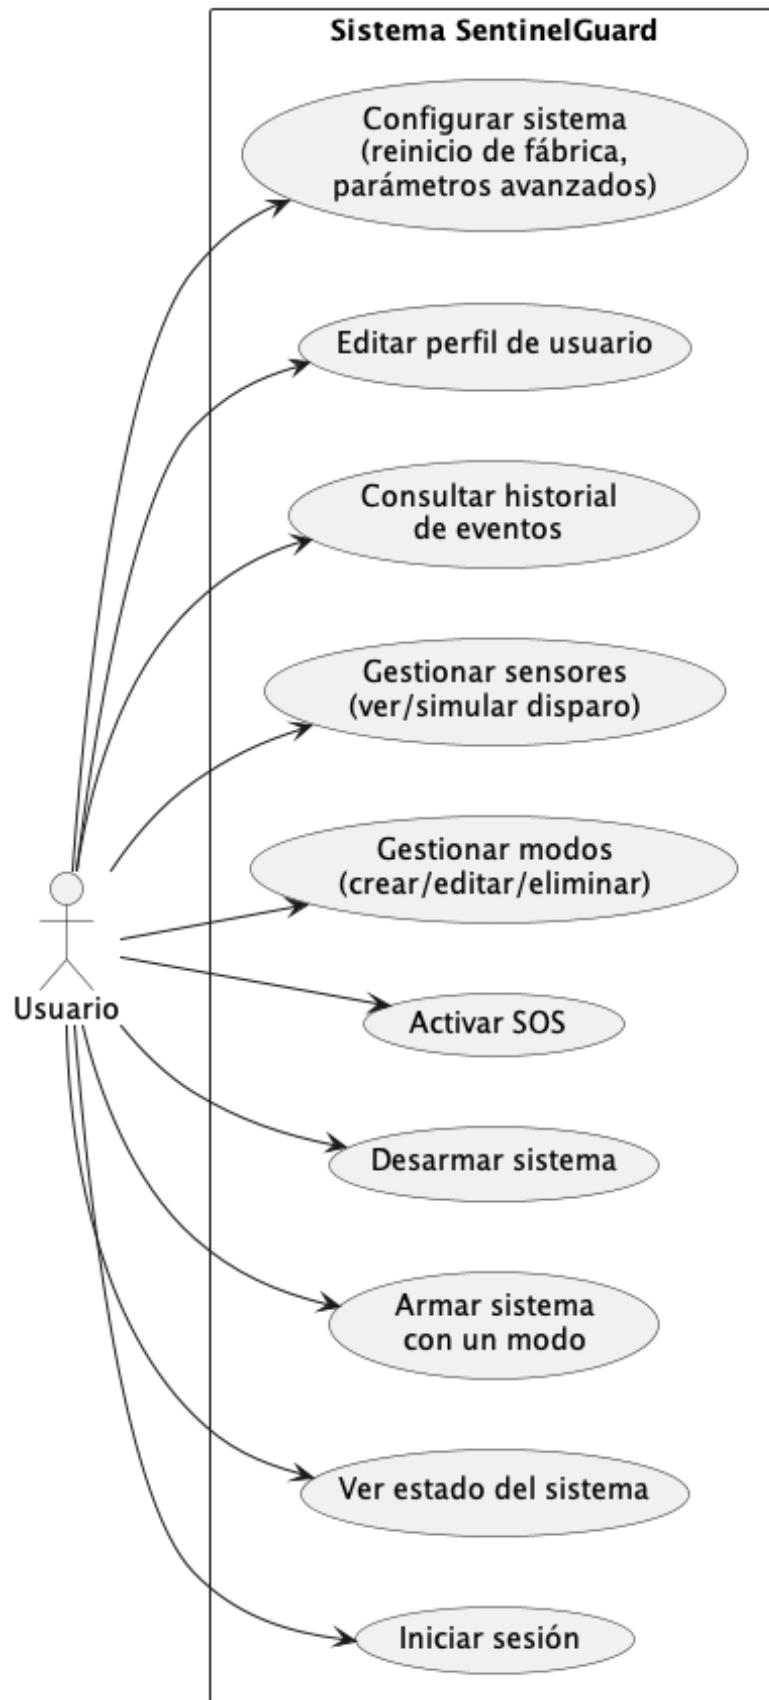 Sistema SentinelGuard
Configurar sistema
(reinicio de fábrica,
parámetros avanzados)
Editar perfil de usuario
Consultar historial
de eventos
Gestionar sensores
(ver/simular disparo)
Gestionar modos
(crear/editar/eliminar)
Usuario
Activar SOS
Desarmar sistema
Armar sistema
con un modo
Ver estado del sistema
Iniciar sesión